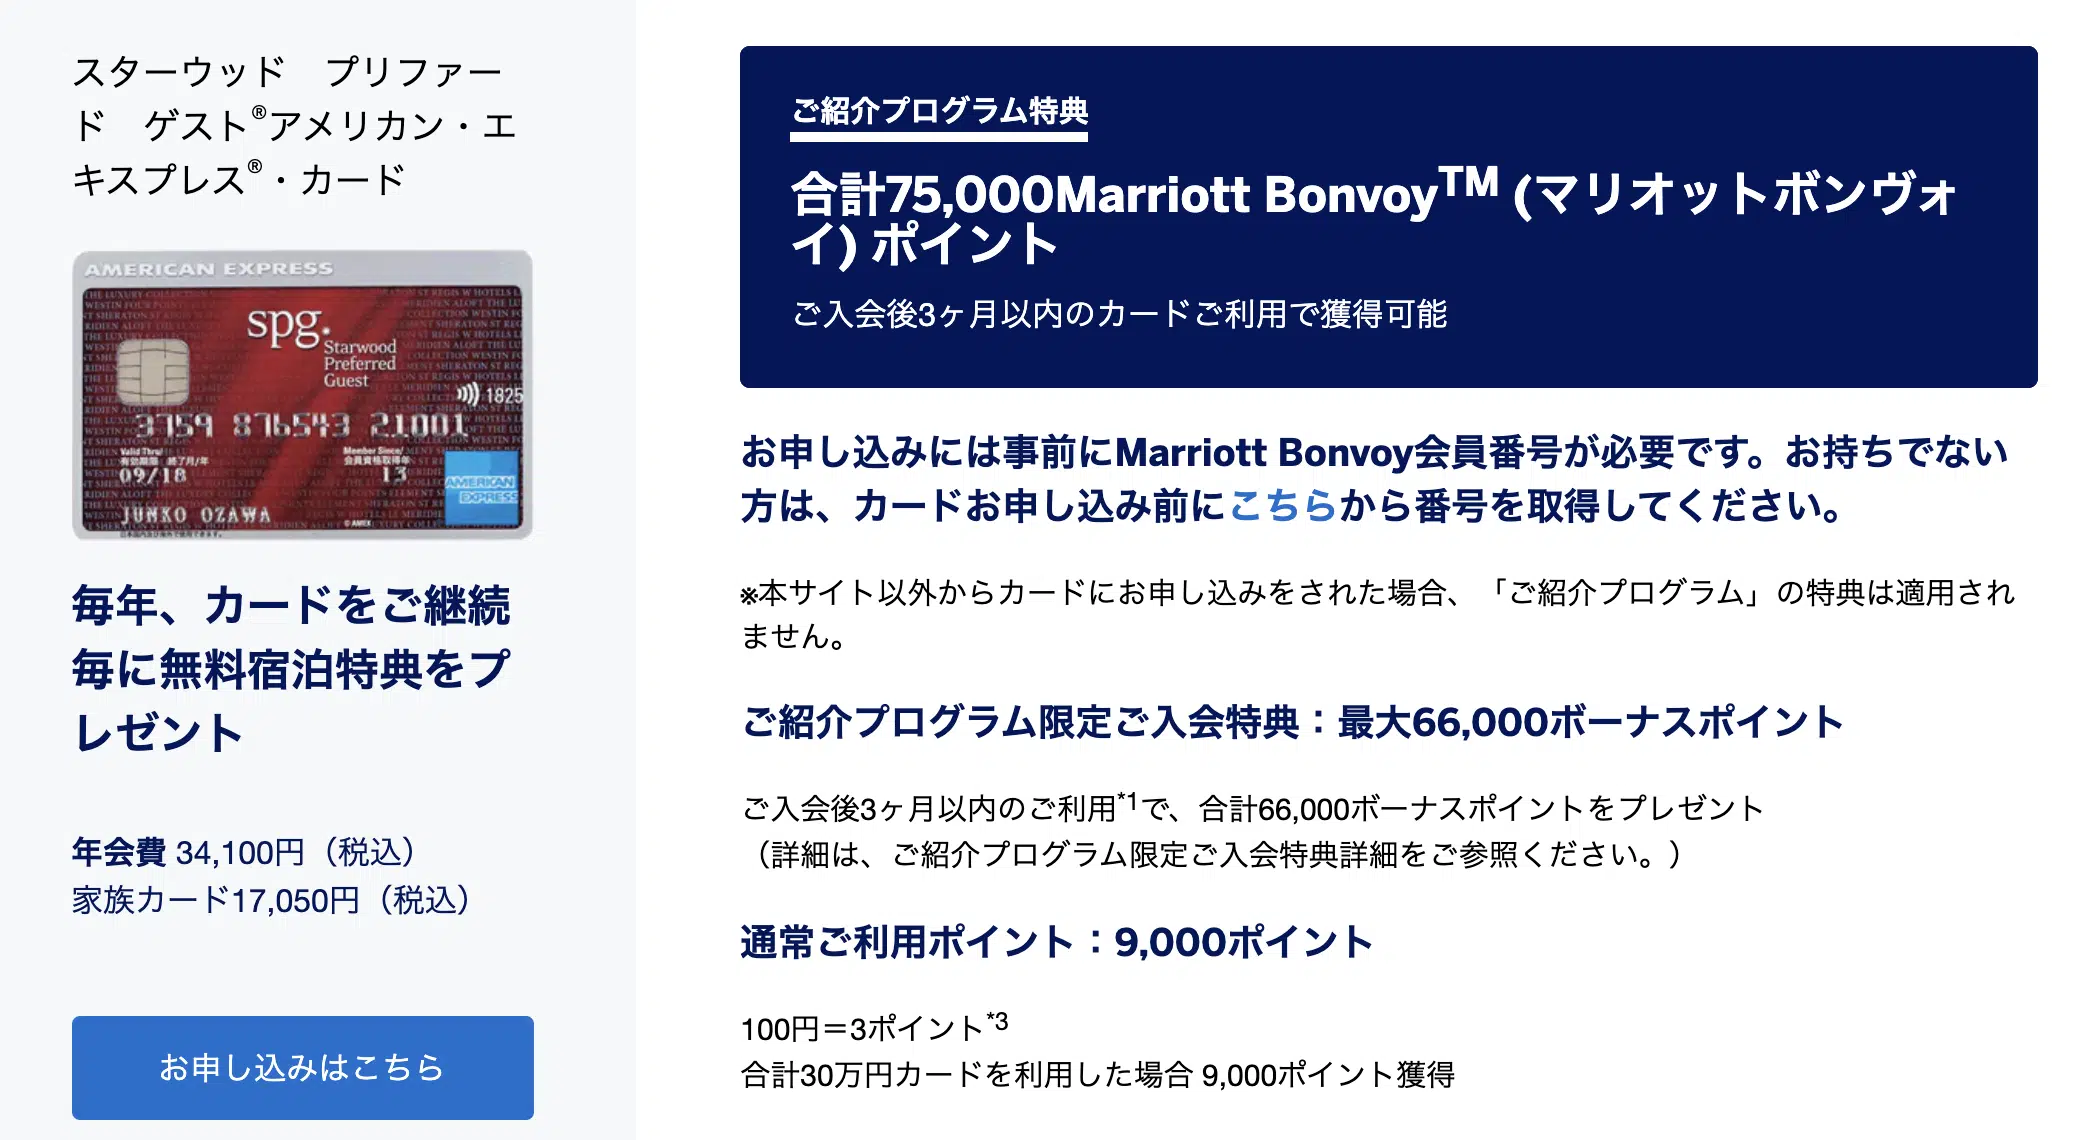 スターウッド　プリファー
ド　ゲスト®アメリカン・エ
キスプレス®・カード
AMERICAN EXPRESS
spg.
Starwood
Preferred
Guest
1825
3759 876543 21001
Valid Thru/
有効期限 終了月/年
Member Since/
会員資格取得年
09/18
13
AMERICAN
EXPRESS
JUNKO OZAWA
© AMEX
毎年、カードをご継続
毎に無料宿泊特典をプ
レゼント
年会費 34,100円（税込）
家族カード17,050円（税込）
お申し込みはこちら
ご紹介プログラム特典
合計75,000Marriott Bonvoy™ (マリオットボンヴォ
イ) ポイント
ご入会後3ヶ月以内のカードご利用で獲得可能
お申し込みには事前にMarriott Bonvoy会員番号が必要です。お持ちでない
方は、カードお申し込み前にこちらから番号を取得してください。
※本サイト以外からカードにお申し込みをされた場合、「ご紹介プログラム」の特典は適用され
ません。
ご紹介プログラム限定ご入会特典：最大66,000ボーナスポイント
ご入会後3ヶ月以内のご利用*1で、合計66,000ボーナスポイントをプレゼント
（詳細は、ご紹介プログラム限定ご入会特典詳細をご参照ください。）
通常ご利用ポイント：9,000ポイント
100円＝3ポイント*3
合計30万円カードを利用した場合 9,000ポイント獲得